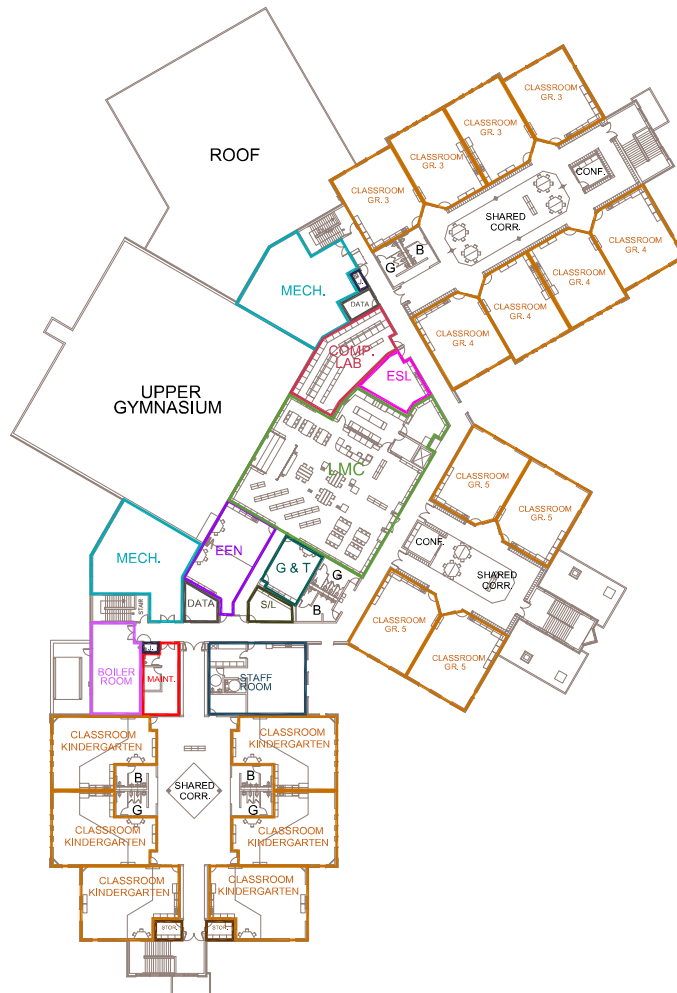 CLASSROOM
GR. 3
CLASSROOM
GR. 3
CLASSROOM
GR. 3
CLASSROOM
GR. 3
ROOF
CONF.
SHARED
CORR.
B
G
CLASSROOM
GR. 4
CLASSROOM
GR. 4
CLASSROOM
GR. 4
CLASSROOM
GR. 4
MECH.
DATA
COMP.
LAB
ESL
UPPER
GYMNASIUM
LMC
CLASSROOM
GR. 5
CLASSROOM
GR. 5
CONF.
SHARED
CORR.
MECH.
EEN
G & T
G
B
DATA
S/L
STAIR
CLASSROOM
GR. 5
CLASSROOM
GR. 5
BOILER
ROOM
MAINT.
STAFF
ROOM
CLASSROOM
KINDERGARTEN
CLASSROOM
KINDERGARTEN
B
G
SHARED
CORR.
B
G
CLASSROOM
KINDERGARTEN
CLASSROOM
KINDERGARTEN
CLASSROOM
KINDERGARTEN
CLASSROOM
KINDERGARTEN
STOR.
STOR.